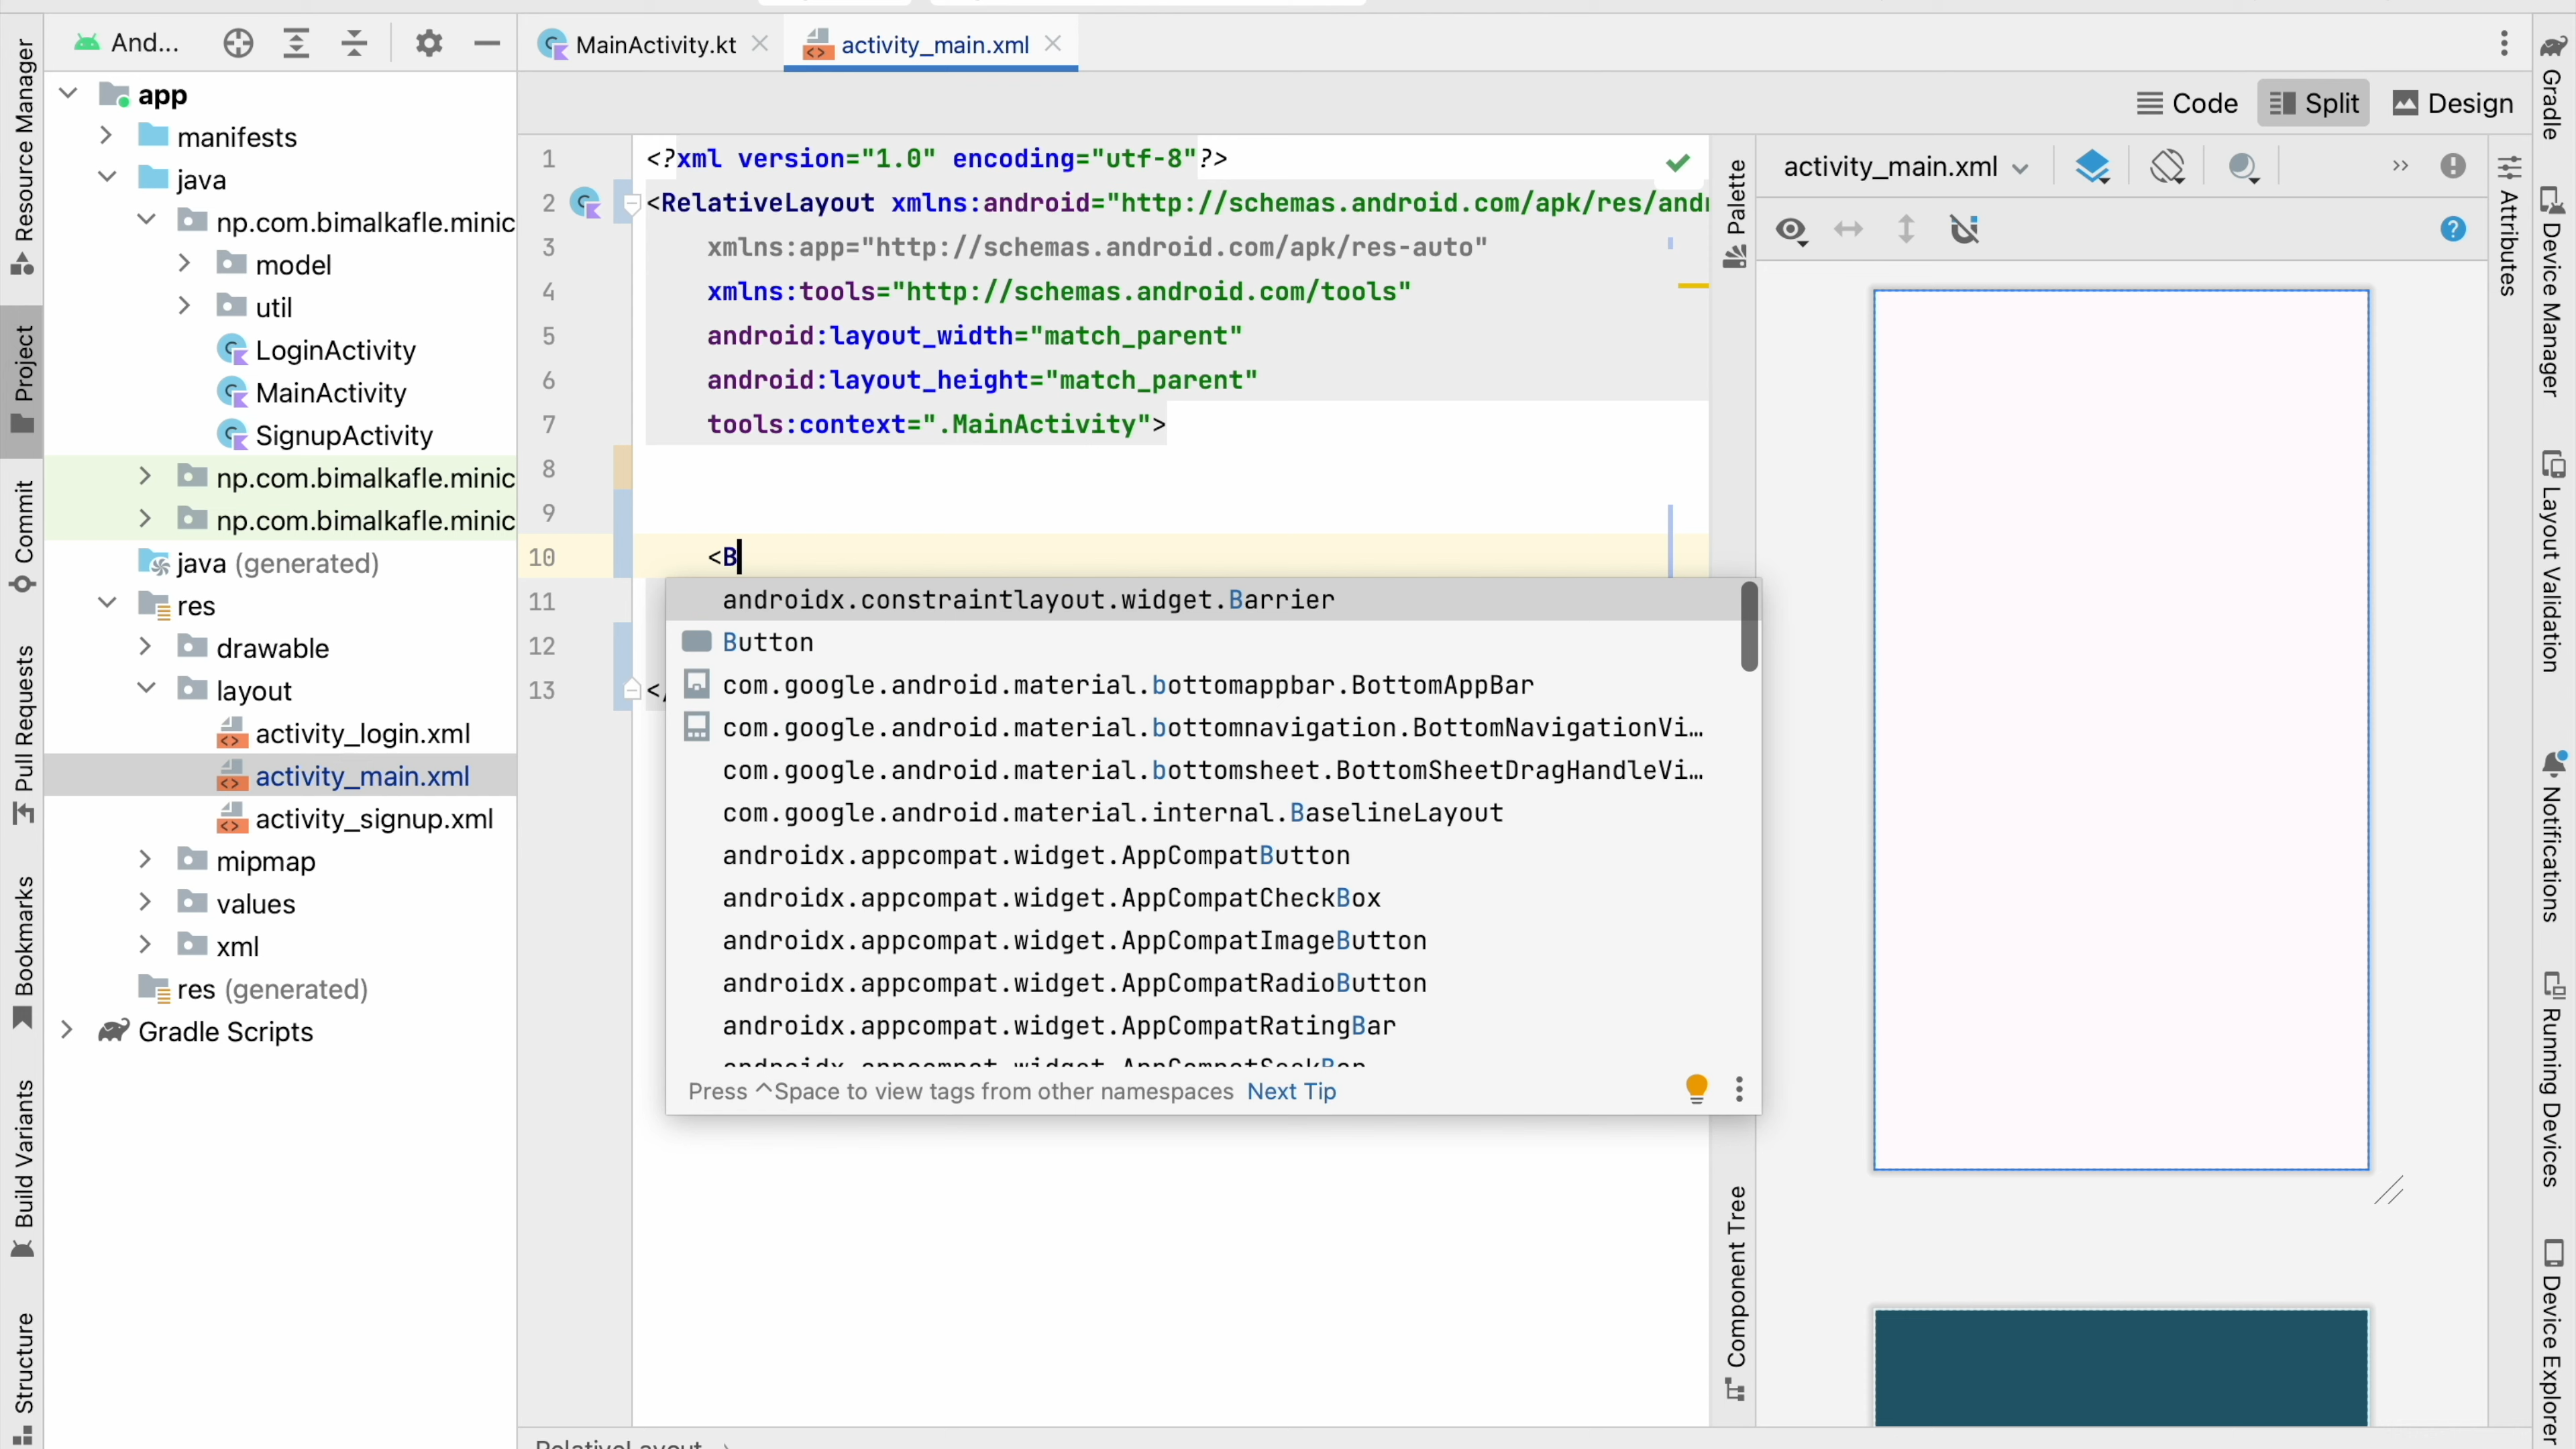 And...
MainActivity.kt
activity_main.xml
Code
Split
Design
Resource Manager
Project
Commit
Pull Requests
Bookmarks
Build Variants
Structure
app
manifests
java
np.com.bimalkafle.minic
model
util
LoginActivity
MainActivity
SignupActivity
np.com.bimalkafle.minic
np.com.bimalkafle.minic
java (generated)
res
drawable
layout
activity_login.xml
activity_main.xml
activity_signup.xml
mipmap
values
xml
res (generated)
Gradle Scripts
1 <?xml version="1.0" encoding="utf-8"?>
2 <RelativeLayout xmlns:android="http://schemas.android.com/apk/res/andr
3 xmlns:app="http://schemas.android.com/apk/res-auto"
4 xmlns:tools="http://schemas.android.com/tools"
5 android:layout_width="match_parent"
6 android:layout_height="match_parent"
7 tools:context=".MainActivity">
8
9
10 <B
11
12
13 </
androidx.constraintlayout.widget.Barrier
Button
com.google.android.material.bottomappbar.BottomAppBar
com.google.android.material.bottomnavigation.BottomNavigationVi…
com.google.android.material.bottomsheet.BottomSheetDragHandleVi…
com.google.android.material.internal.BaselineLayout
androidx.appcompat.widget.AppCompatButton
androidx.appcompat.widget.AppCompatCheckBox
androidx.appcompat.widget.AppCompatImageButton
androidx.appcompat.widget.AppCompatRadioButton
androidx.appcompat.widget.AppCompatRatingBar
androidx.appcompat.widget.AppCompatSeekBar
Press ^Space to view tags from other namespaces Next Tip
RelativeLayout
Palette
Component Tree
activity_main.xml
Attributes
Gradle
Device Manager
Layout Validation
Notifications
Running Devices
Device Explorer